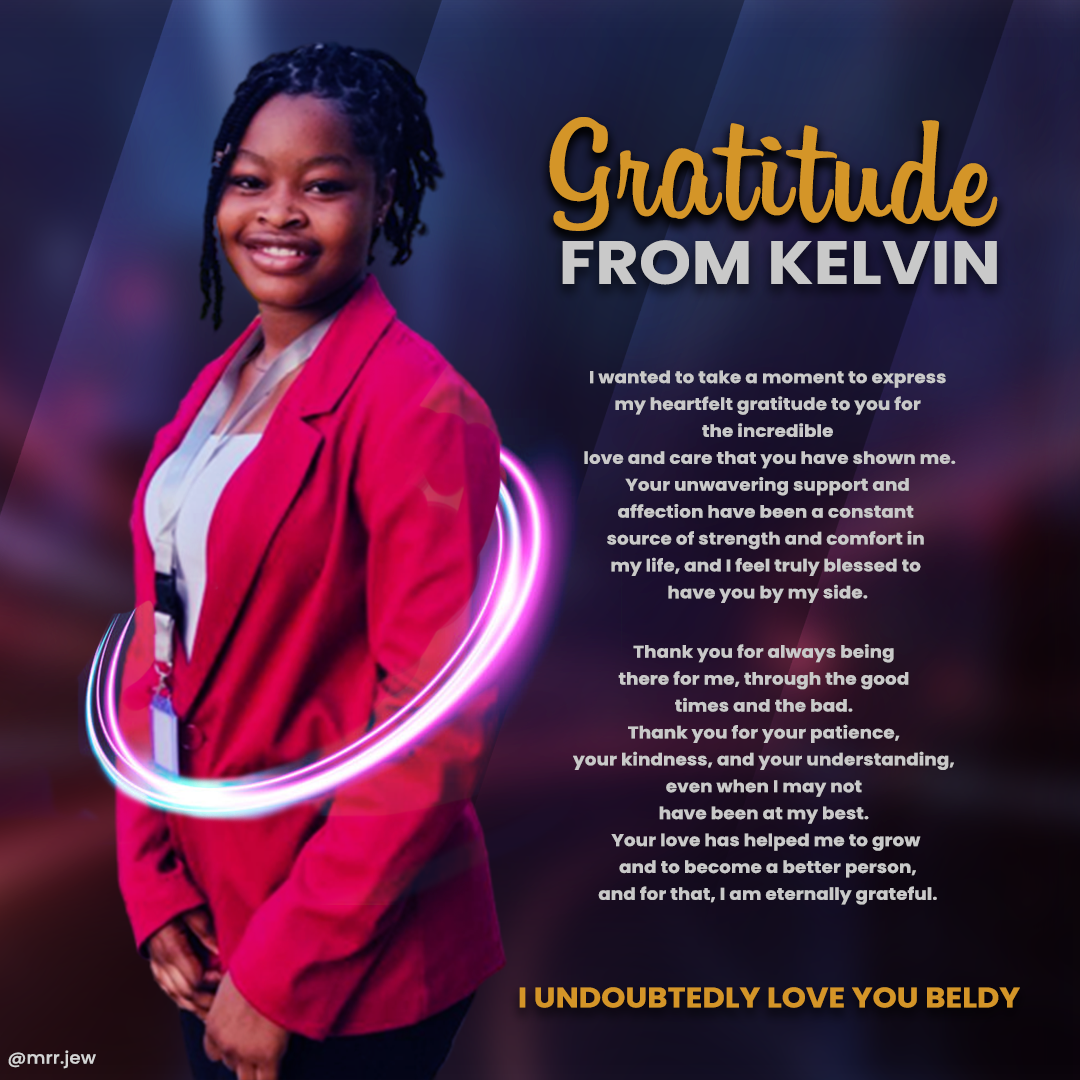 Gratitude
FROM KELVIN
I wanted to take a moment to express
my heartfelt gratitude to you for
the incredible
love and care that you have shown me.
Your unwavering support and
affection have been a constant
source of strength and comfort in
my life, and I feel truly blessed to
have you by my side.
Thank you for always being
there for me, through the good
times and the bad.
Thank you for your patience,
your kindness, and your understanding,
even when I may not
have been at my best.
Your love has helped me to grow
and to become a better person,
and for that, I am eternally grateful.
I UNDOUBTEDLY LOVE YOU BELDY
@mrr.jew